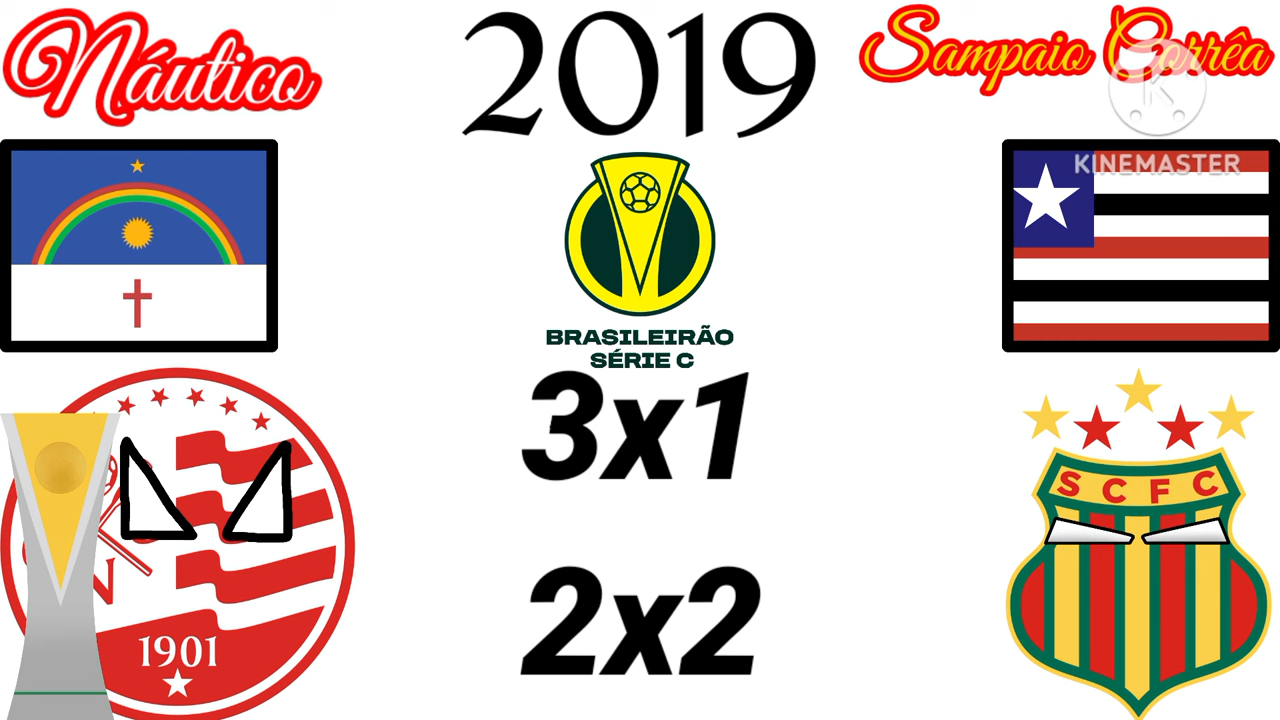 Náutico
2019
Sampaio Corrêa
KINEMASTER
BRASILEIRÃO
SÉRIE C
3x1
2x2
N
1901
SCFC